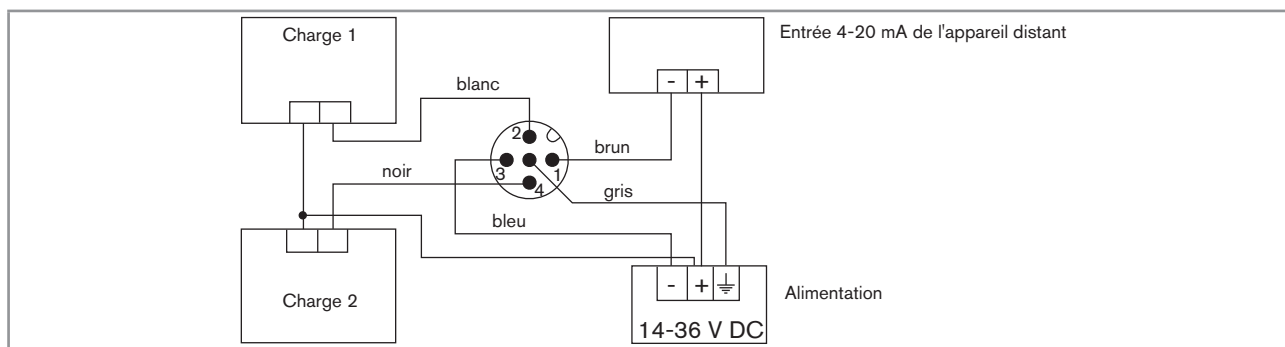 Charge 1
Entrée 4-20 mA de l'appareil distant
- +
blanc
2
brun
3
1
noir
4
gris
bleu
- +
Charge 2
Alimentation
14-36 V DC